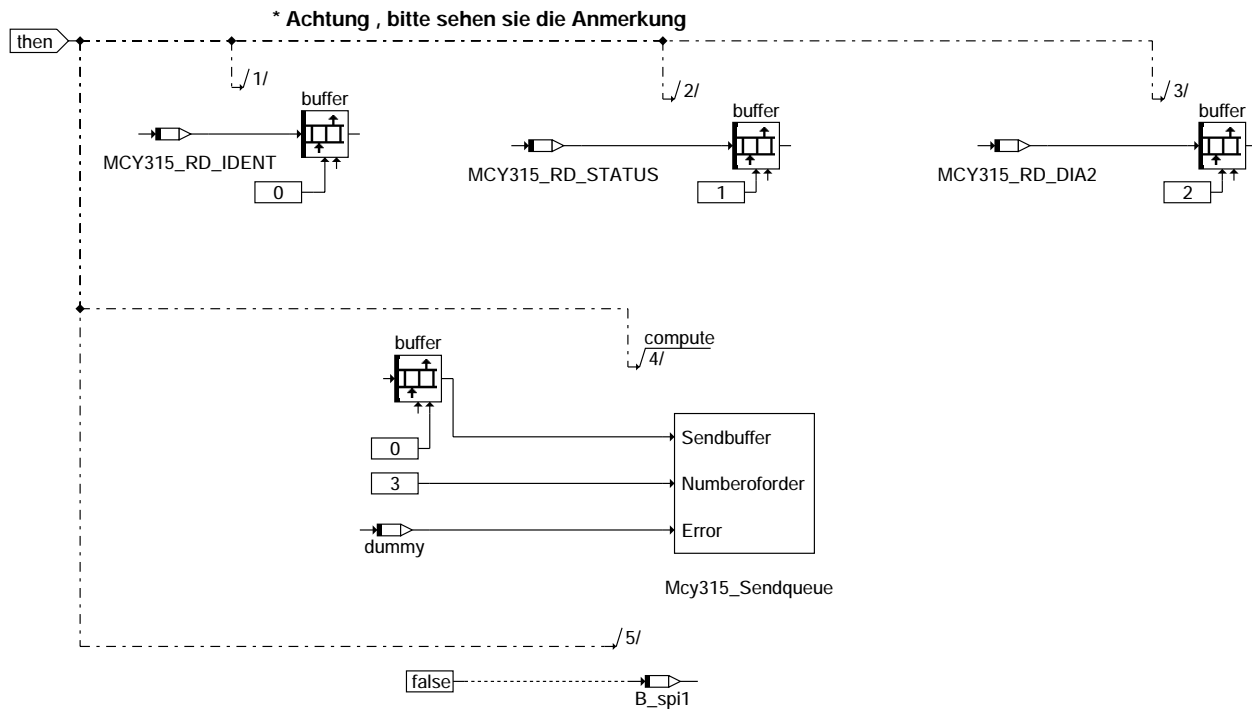 * Achtung , bitte sehen sie die Anmerkung
then
1/
2/
3/
buffer
buffer
buffer
MCY315_RD_IDENT
MCY315_RD_STATUS
MCY315_RD_DIA2
0
1
2
compute
4/
buffer
0
Sendbuffer
3
Numberoforder
dummy
Error
Mcy315_Sendqueue
5/
false
B_spi1